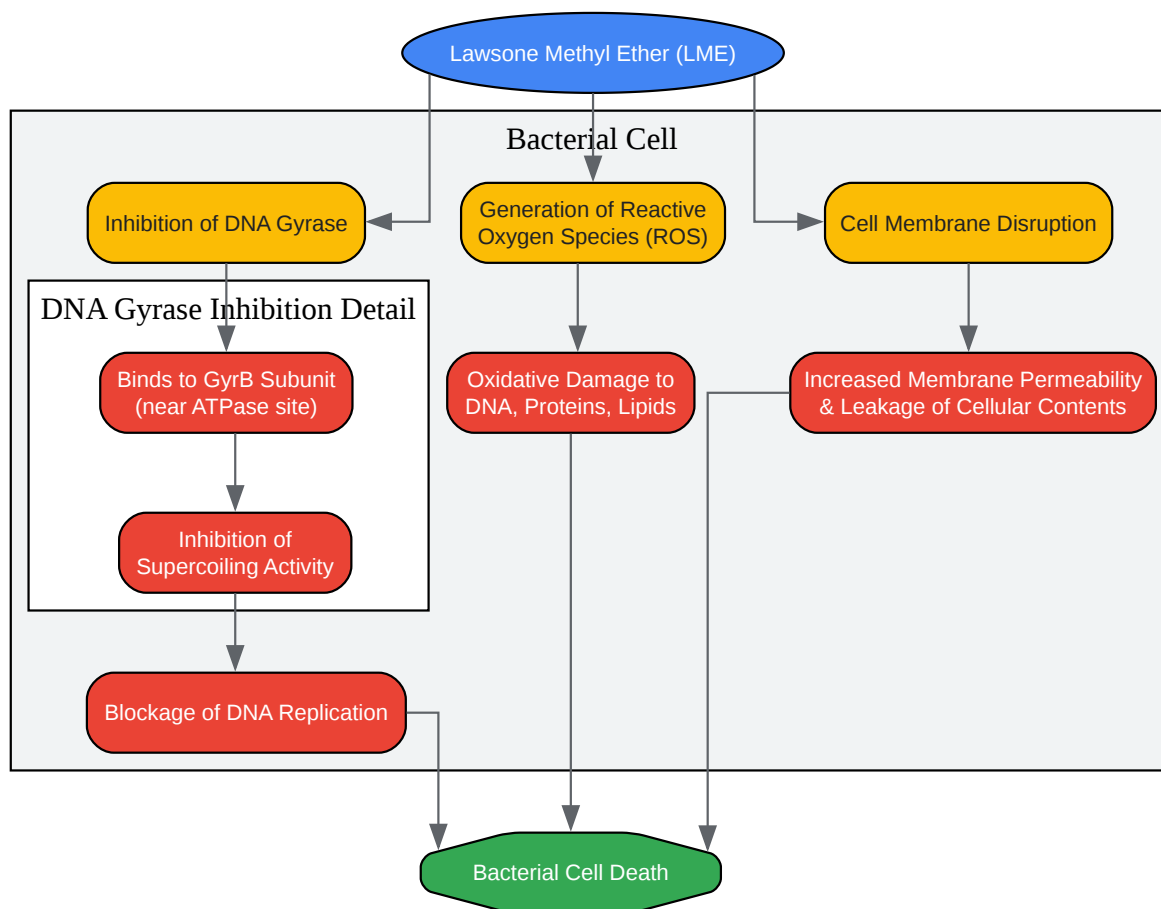 Lawsone Methyl Ether (LME)
Bacterial Cell
Inhibition of DNA Gyrase
Generation of Reactive
Oxygen Species (ROS)
Cell Membrane Disruption
DNA Gyrase Inhibition Detail
Binds to GyrB Subunit
(near ATPase site)
Oxidative Damage to
DNA, Proteins, Lipids
Increased Membrane Permeability
& Leakage of Cellular Contents
Inhibition of
Supercoiling Activity
Blockage of DNA Replication
Bacterial Cell Death